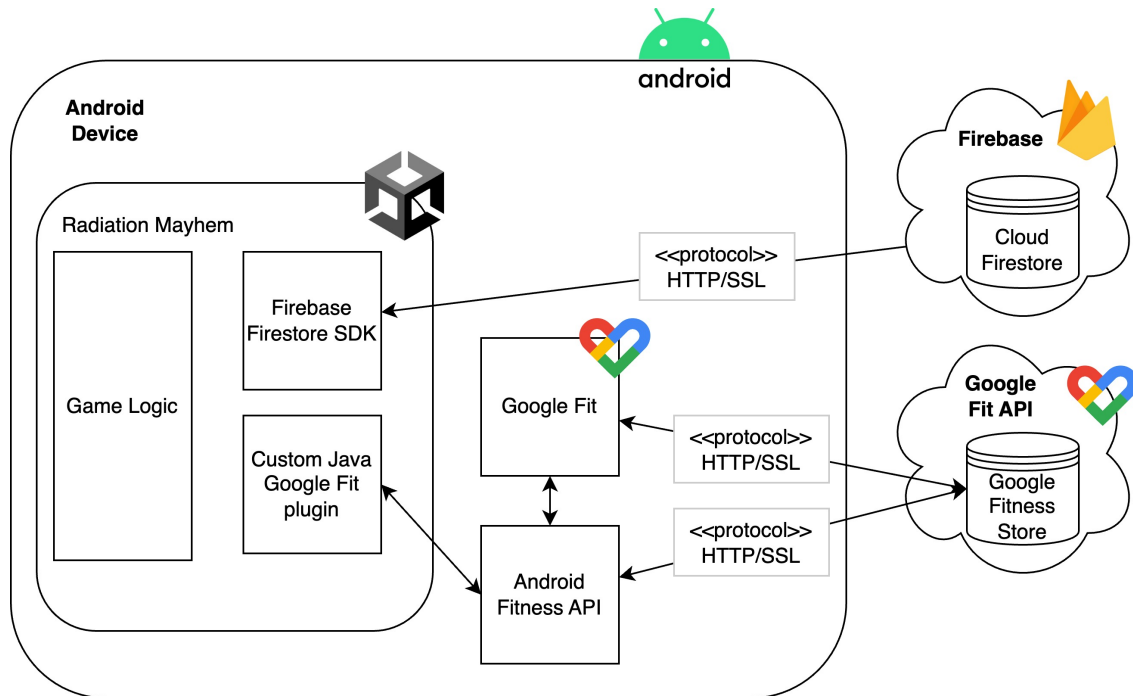 android
Android
Device
Radiation Mayhem
Game Logic
Firebase
Firestore SDK
Custom Java
Google Fit
plugin
Google Fit
Android
Fitness API
<<protocol>>
HTTP/SSL
<<protocol>>
HTTP/SSL
<<protocol>>
HTTP/SSL
Firebase
Cloud
Firestore
Google
Fit API
Google
Fitness
Store